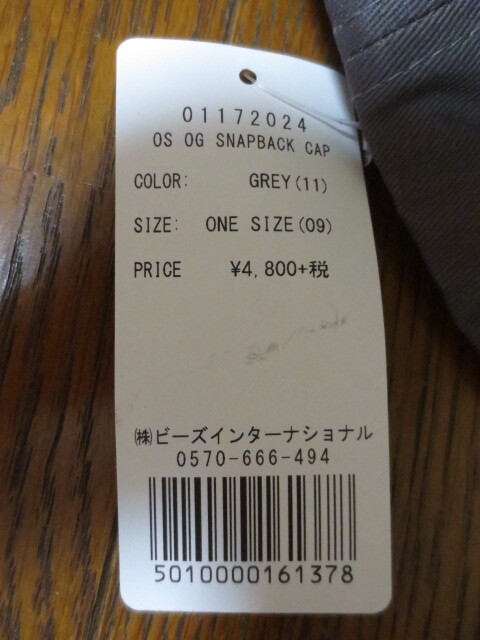 01172024
OS OG SNAPBACK CAP
COLOR: GREY(11)
SIZE: ONE SIZE(09)
PRICE ¥4,800+税
㈱ビーズインターナショナル
0570-666-494
5010000161378